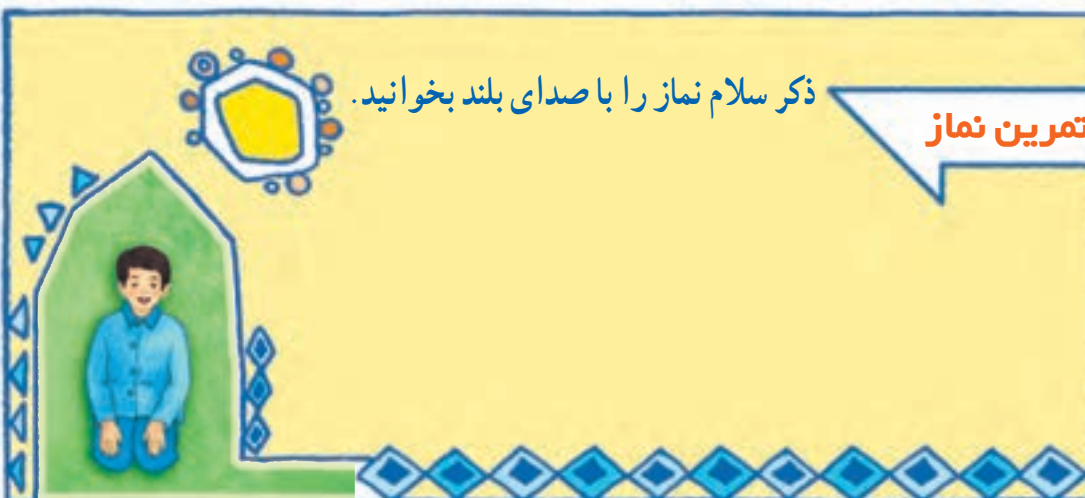 تمرین نماز
ذکر سلام نماز را با صدای بلند بخوانید.